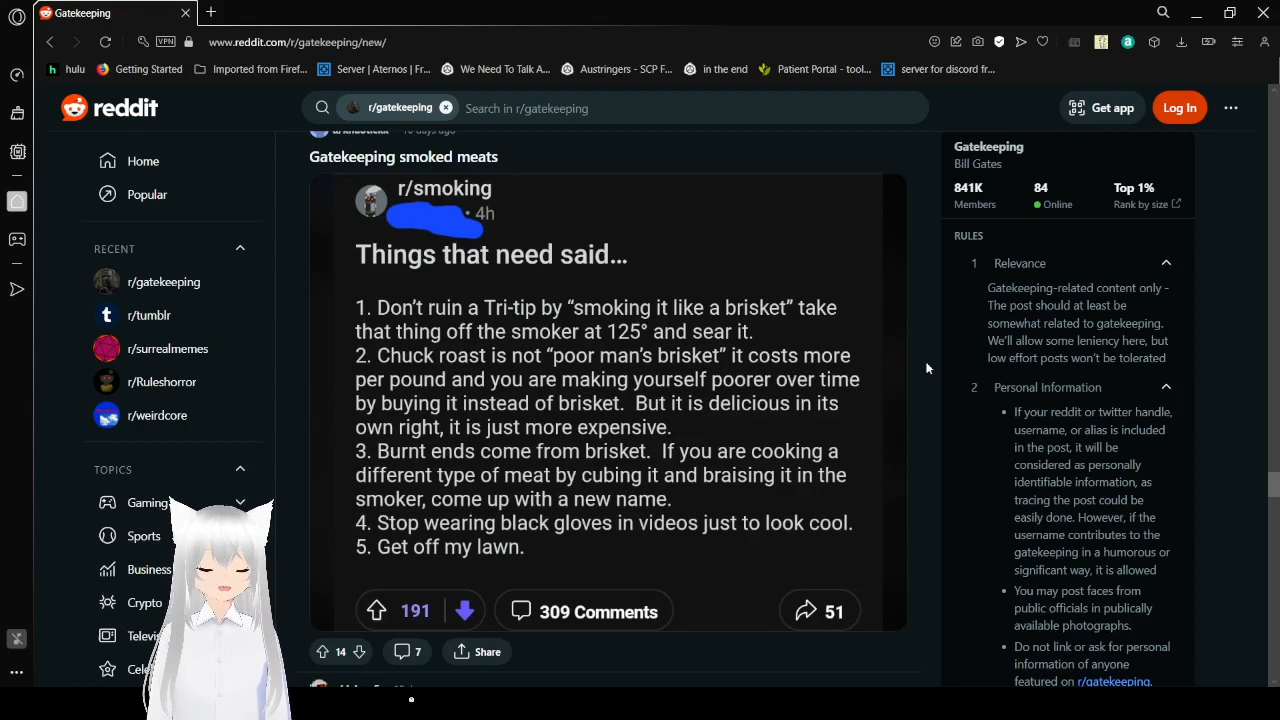 Gatekeeping
VPN
www.reddit.com/r/gatekeeping/new/
hulu
Getting Started
Imported from Firef...
Server | Aternos | Fr...
We Need To Talk A...
Austringers - SCP F...
in the end
Patient Portal - tool...
server for discord fr...
reddit
r/gatekeeping
Search in r/gatekeeping
Get app
Log In
Home
Popular
RECENT
r/gatekeeping
r/tumblr
r/surrealmemes
r/Ruleshorror
r/weirdcore
TOPICS
Gaming
Sports
Business
Crypto
Televi
Cel
days ago
Gatekeeping smoked meats
r/smoking
• 4h
Things that need said...
1. Don't ruin a Tri-tip by “smoking it like a brisket” take
that thing off the smoker at 125° and sear it.
2. Chuck roast is not “poor man's brisket” it costs more
per pound and you are making yourself poorer over time
by buying it instead of brisket. But it is delicious in its
own right, it is just more expensive.
3. Burnt ends come from brisket. If you are cooking a
different type of meat by cubing it and braising it in the
smoker, come up with a new name.
4. Stop wearing black gloves in videos just to look cool.
5. Get off my lawn.
191
309 Comments
51
14
7
Share
Gatekeeping
Bill Gates
841K
84
Top 1%
Members
Online
Rank by size
RULES
1 Relevance
Gatekeeping-related content only -
The post should at least be
somewhat related to gatekeeping.
We'll allow some leniency here, but
low effort posts won't be tolerated
2 Personal Information
• If your reddit or twitter handle,
username, or alias is included
in the post, it will be
considered as personally
identifiable information, as
tracing the post could be
easily done. However, if the
username contributes to the
gatekeeping in a humorous or
significant way, it is allowed
• You may post faces from
public officials in publically
available photographs.
• Do not link or ask for personal
information of anyone
featured on r/gatekeeping.